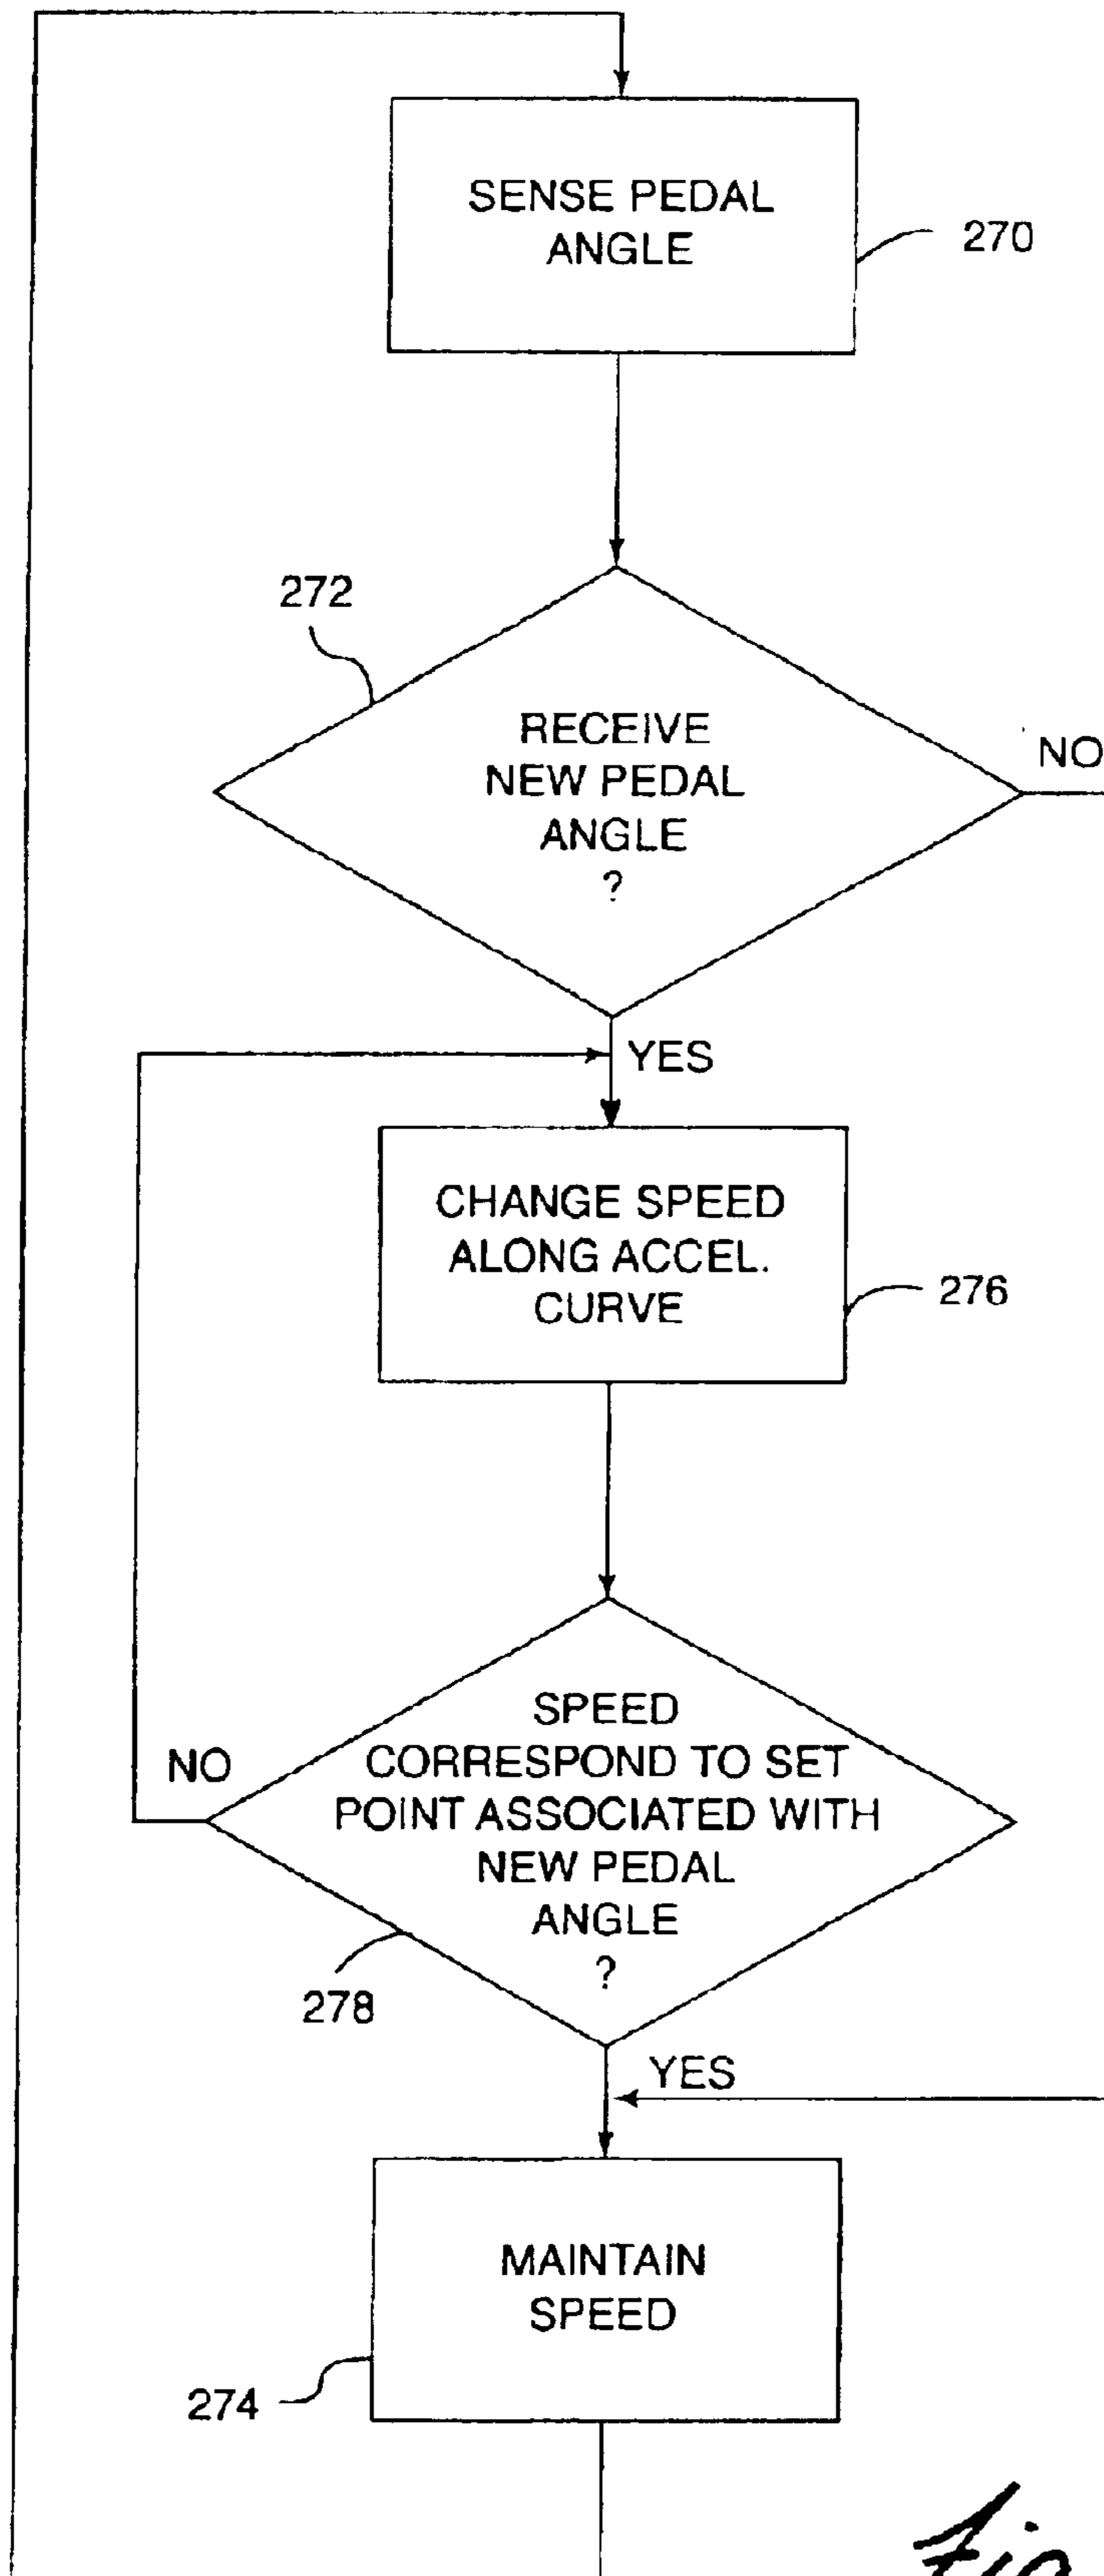 SENSE PEDAL
ANGLE
270
272
RECEIVE
NEW PEDAL
ANGLE
?
NO
YES
CHANGE SPEED
ALONG ACCEL.
CURVE
276
SPEED
CORRESPOND TO SET
POINT ASSOCIATED WITH
NEW PEDAL
ANGLE
?
NO
278
YES
MAINTAIN
SPEED
274